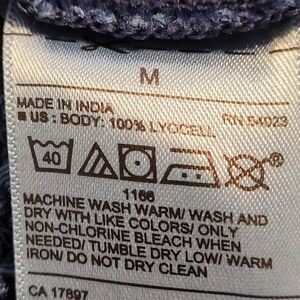 M
MADE IN INDIA
■ US : BODY: 100% LYOCELL RN 54023
40
1166
MACHINE WASH WARM/ WASH AND
DRY WITH LIKE COLORS/ ONLY
NON-CHLORINE BLEACH WHEN
NEEDED/ TUMBLE DRY LOW/ WARM
IRON/ DO NOT DRY CLEAN
CA 17897